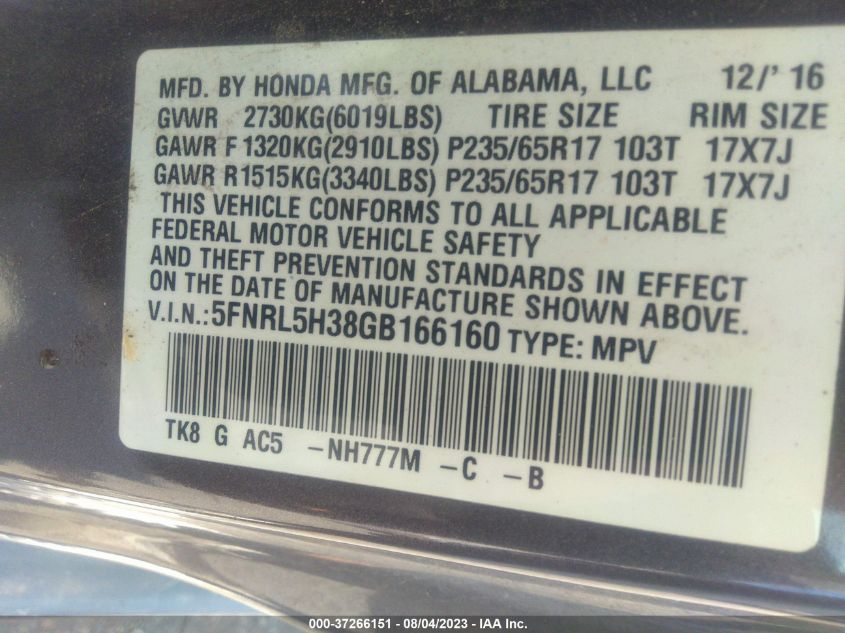 MFD. BY HONDA MFG. OF ALABAMA, LLC 12/' 16
GVWR 2730KG(6019LBS) TIRE SIZE RIM SIZE
GAWR F 1320KG(2910LBS) P235/65R17 103T 17X7J
GAWR R1515KG(3340LBS) P235/65R17 103T 17X7J
THIS VEHICLE CONFORMS TO ALL APPLICABLE
FEDERAL MOTOR VEHICLE SAFETY
AND THEFT PREVENTION STANDARDS IN EFFECT
ON THE DATE OF MANUFACTURE SHOWN ABOVE.
V.I.N.:5FNRL5H38GB166160 TYPE: MPV
TK8 G AC5 -NH777M -C -B
000-37266151 - 08/04/2023 - IAA Inc.